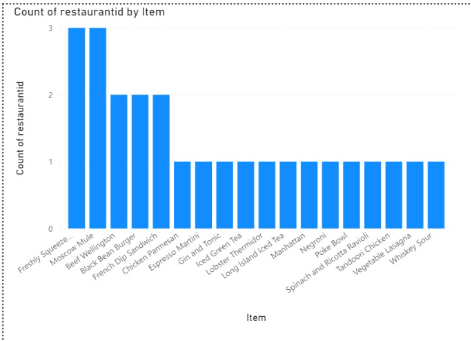 Count of restaurantid by Item
Count of restaurantid
3
2
1
0
Freshly Squeeze...
Moscow Mule
Beef Wellington
Black Bean Burger
French Dip Sandwich
Chicken Parmesan
Espresso Martini
Gin and Tonic
Iced Green Tea
Lobster Thermidor
Long Island Iced Tea
Manhattan
Negroni
Poke Bowl
Spinach and Ricotta Ravioli
Tandoori Chicken
Vegetable Lasagna
Whiskey Sour
Item